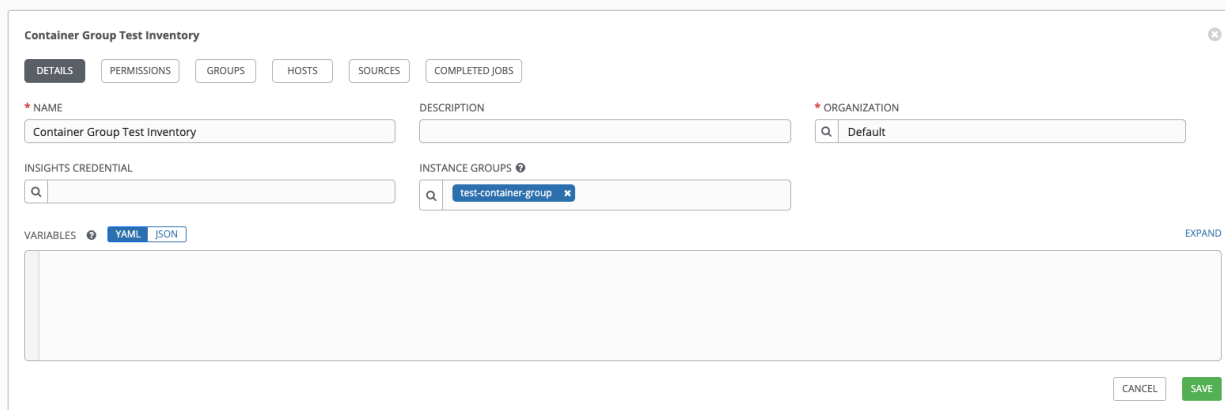 Container Group Test Inventory
DETAILS PERMISSIONS GROUPS HOSTS SOURCES COMPLETED JOBS
* NAME DESCRIPTION * ORGANIZATION
Container Group Test Inventory Default
INSIGHTS CREDENTIAL INSTANCE GROUPS ?
test-container-group x
VARIABLES ? YAML JSON EXPAND
CANCEL SAVE